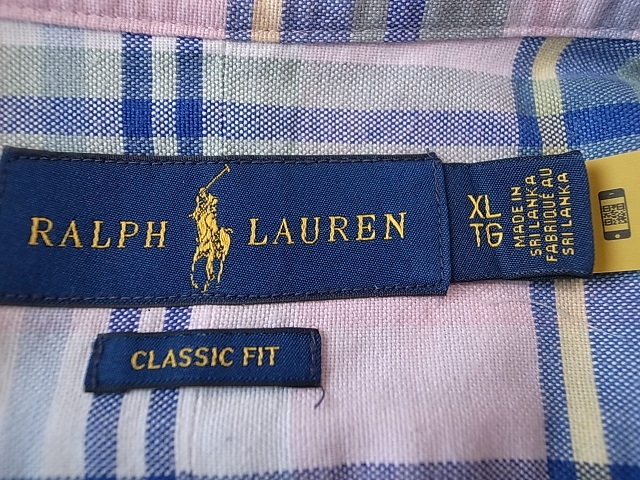 RALPH LAUREN
XL
TG
MADE IN
SRI LANKA
FABRIQUÉ AU
SRI LANKA
CLASSIC FIT